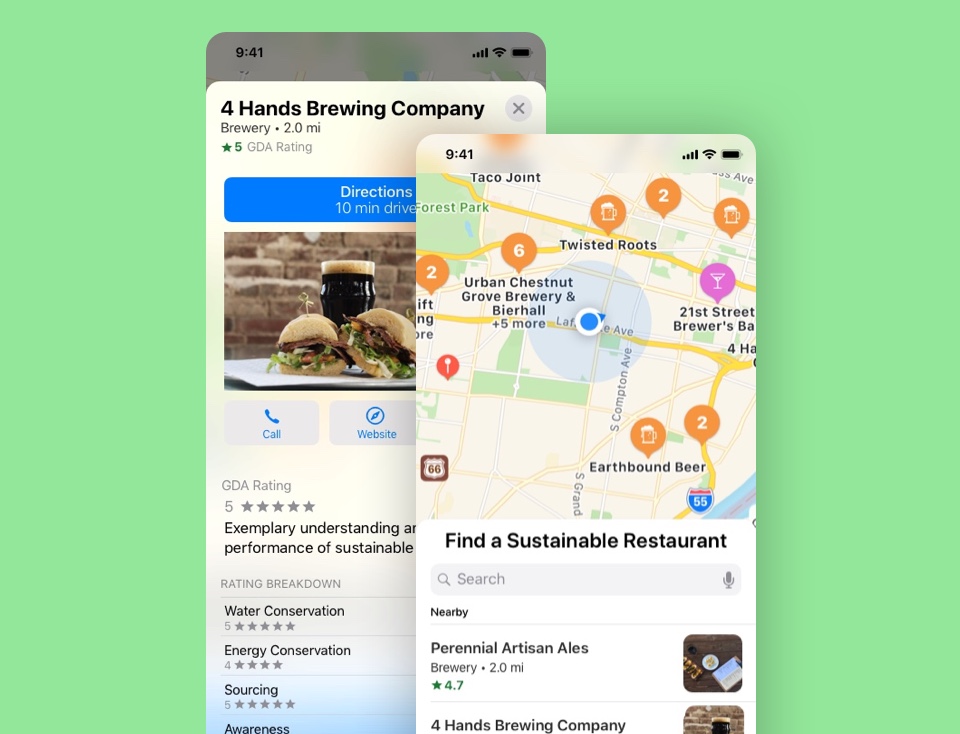 9:41
4 Hands Brewing Company
Brewery • 2.0 mi
★ 5 GDA Rating
Directions
10 min drive
Call
Website
GDA Rating
5 ★★★★★
Exemplary understanding
performance of sustainable
RATING BREAKDOWN
Water Conservation
5 ★★★★★
Energy Conservation
4 ★★★★
Sourcing
5 ★★★★★
Awareness
9:41
Taco Joint
Forest Park
2
Twisted Roots
6
2
Urban Chestnut
Grove Brewery &
Bierhall
+5 more
21st Street
Brewer's Ba
4 Ha
S Compton Ave
2
Earthbound Beer
66
S Grand
55
Find a Sustainable Restaurant
Search
Nearby
Perennial Artisan Ales
Brewery • 2.0 mi
★ 4.7
4 Hands Brewing Company